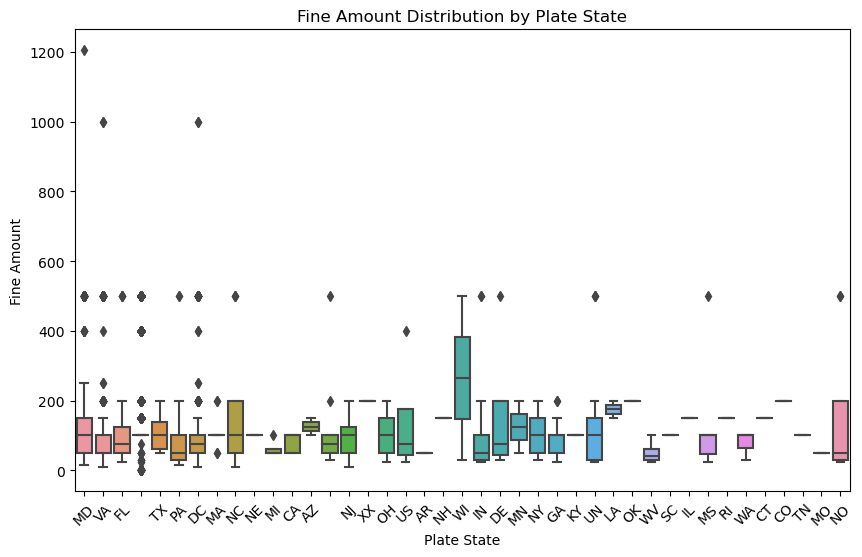 Fine Amount Distribution by Plate State
1200
1000
800
600
400
200
0
Fine Amount
MD VA FL TX PA DC MA NC NE MI CA AZ NJ XX OH US AR NH WI IN DE MN NY GA KY UN LA OK WV SC IL MS RI WA CT CO TN MO NO
Plate State